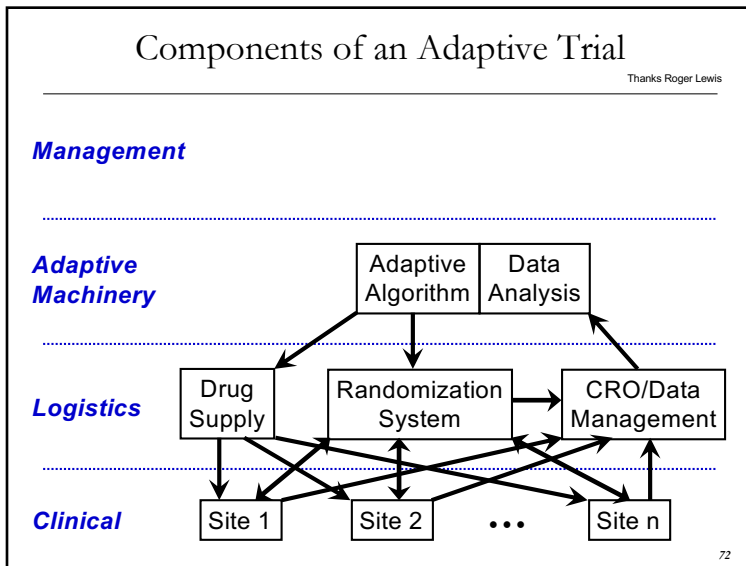 Components of an Adaptive Trial
Thanks Roger Lewis
Management
Adaptive
Machinery
Adaptive
Algorithm
Data
Analysis
Logistics
Drug
Supply
Randomization
System
CRO/Data
Management
Clinical
Site 1
Site 2
•••
Site n
72